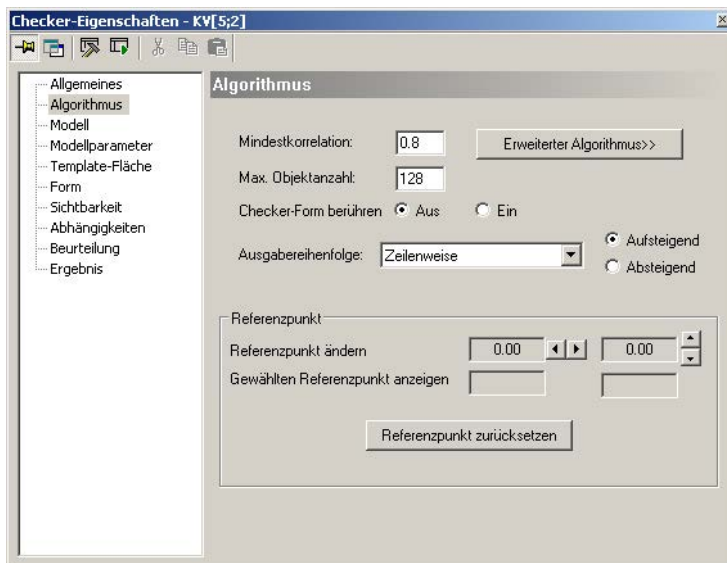 Checker-Eigenschaften - KV[5;2]
Allgemeines
Algorithmus
Modell
Modellparameter
Template-Fläche
Form
Sichtbarkeit
Abhängigkeiten
Beurteilung
Ergebnis
Algorithmus
Mindestkorrelation: 0.8 Erweiterter Algorithmus>>
Max. Objektanzahl: 128
Checker-Form berühren Aus Ein
Ausgabereihenfolge: Zeilenweise Aufsteigend
Absteigend
Referenzpunkt
Referenzpunkt ändern 0.00 0.00
Gewählten Referenzpunkt anzeigen
Referenzpunkt zurücksetzen